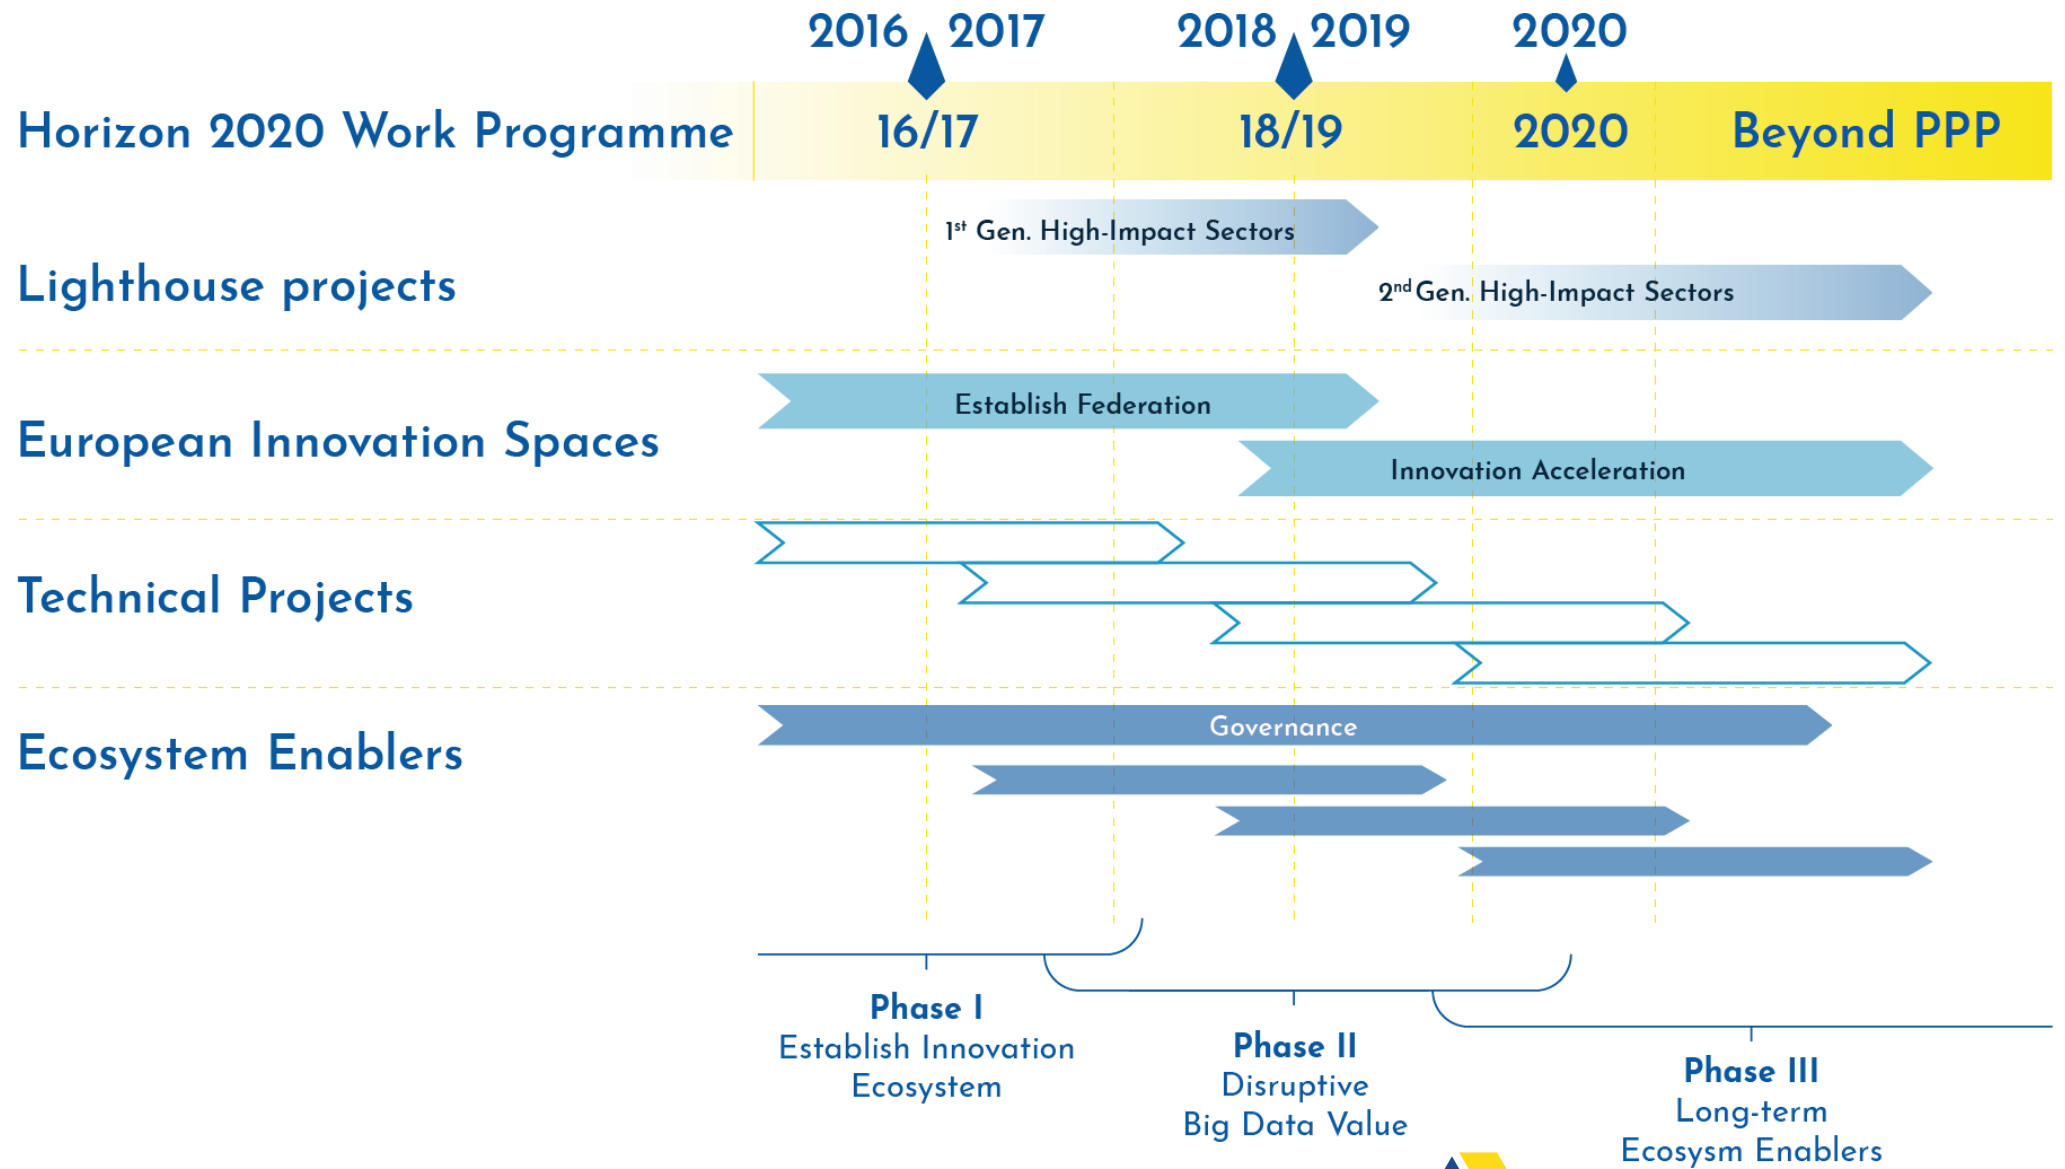 2016 2017 2018 2019 2020
Horizon 2020 Work Programme 16/17 18/19 2020 Beyond PPP
1st Gen. High-Impact Sectors
Lighthouse projects
2nd Gen. High-Impact Sectors
Establish Federation
European Innovation Spaces
Innovation Acceleration
Technical Projects
Governance
Ecosystem Enablers
Phase I
Establish Innovation
Ecosystem
Phase II
Disruptive
Big Data Value
Phase III
Long-term
Ecosysm Enablers